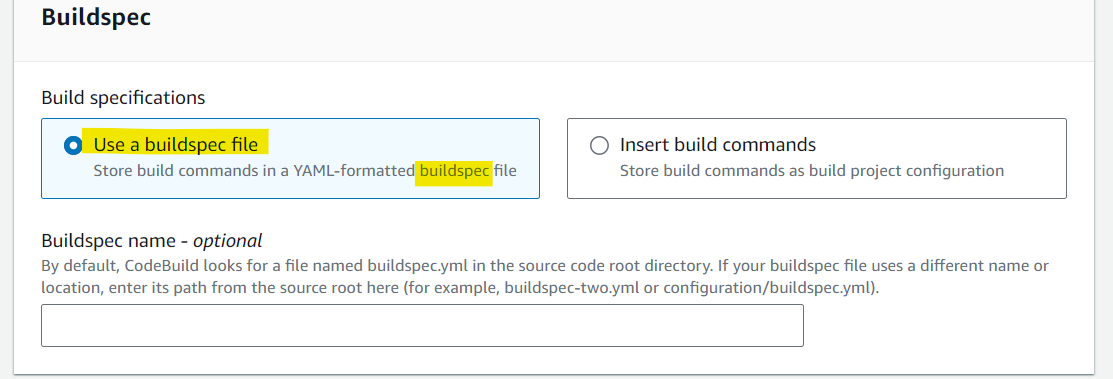 Buildspec
Build specifications
Use a buildspec file
Store build commands in a YAML-formatted buildspec file
Insert build commands
Store build commands as build project configuration
Buildspec name - optional
By default, CodeBuild looks for a file named buildspec.yml in the source code root directory. If your buildspec file uses a different name or
location, enter its path from the source root here (for example, buildspec-two.yml or configuration/buildspec.yml).